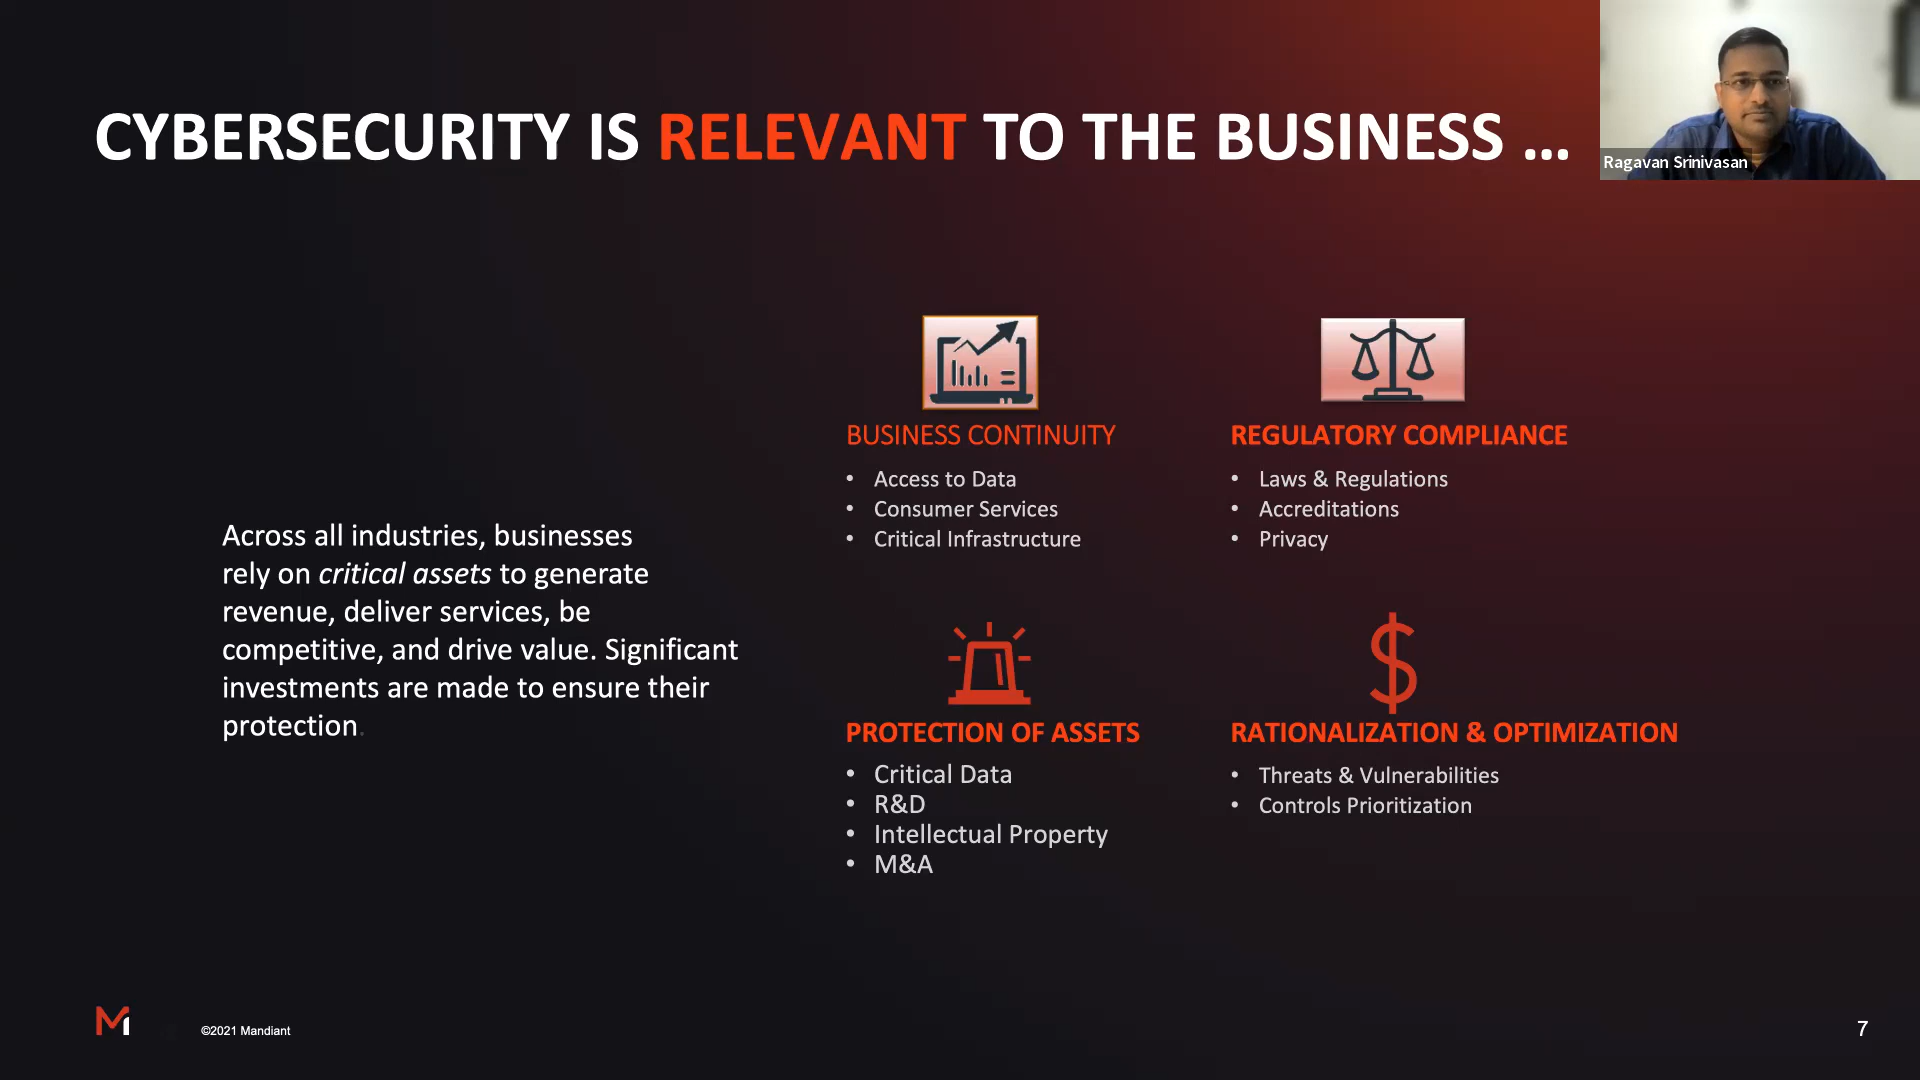 CYBERSECURITY IS RELEVANT TO THE BUSINESS ...
Ragavan Srinivasan
Across all industries, businesses
rely on critical assets to generate
revenue, deliver services, be
competitive, and drive value. Significant
investments are made to ensure their
protection.
BUSINESS CONTINUITY
• Access to Data
• Consumer Services
• Critical Infrastructure
REGULATORY COMPLIANCE
• Laws & Regulations
• Accreditations
• Privacy
PROTECTION OF ASSETS
• Critical Data
• R&D
• Intellectual Property
• M&A
RATIONALIZATION & OPTIMIZATION
• Threats & Vulnerabilities
• Controls Prioritization
©2021 Mandiant
7